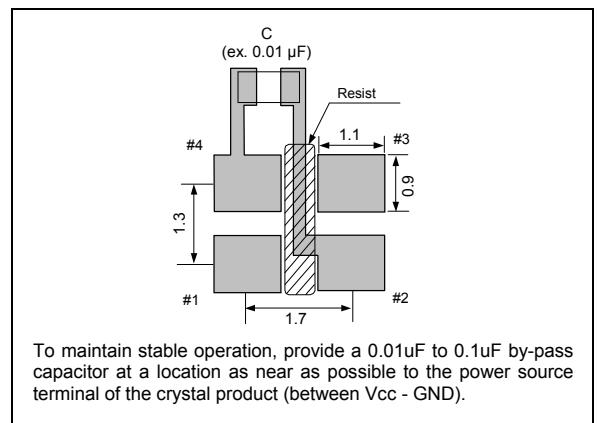 C
(ex. 0.01 µF)
Resist
#4
1.1
#3
0.9
1.3
#1
#2
1.7
To maintain stable operation, provide a 0.01uF to 0.1uF by-pass
capacitor at a location as near as possible to the power source
terminal of the crystal product (between Vcc - GND).